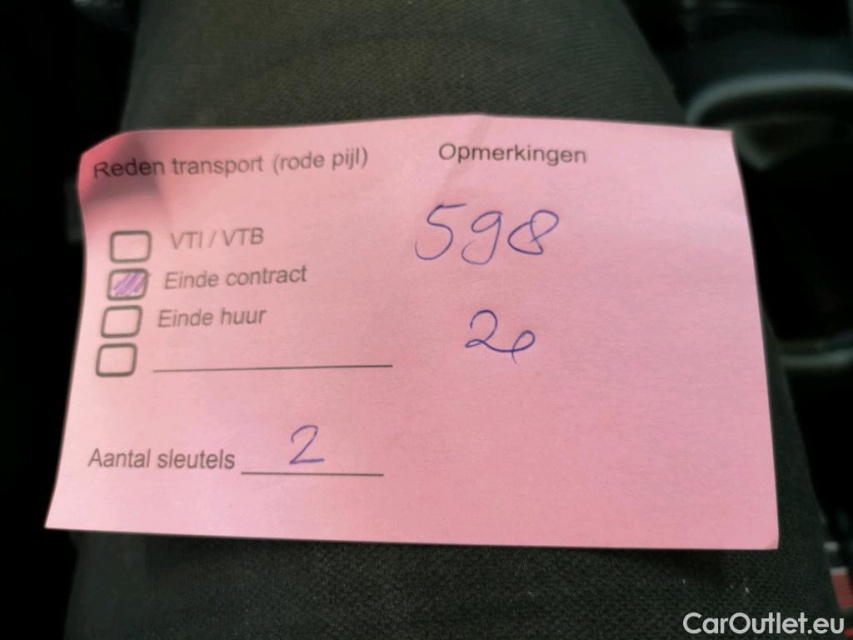 Reden transport (rode pijl)
Opmerkingen
VTI / VTB
Einde contract
Einde huur
598
Aantal sleutels 2
CarOutlet.eu